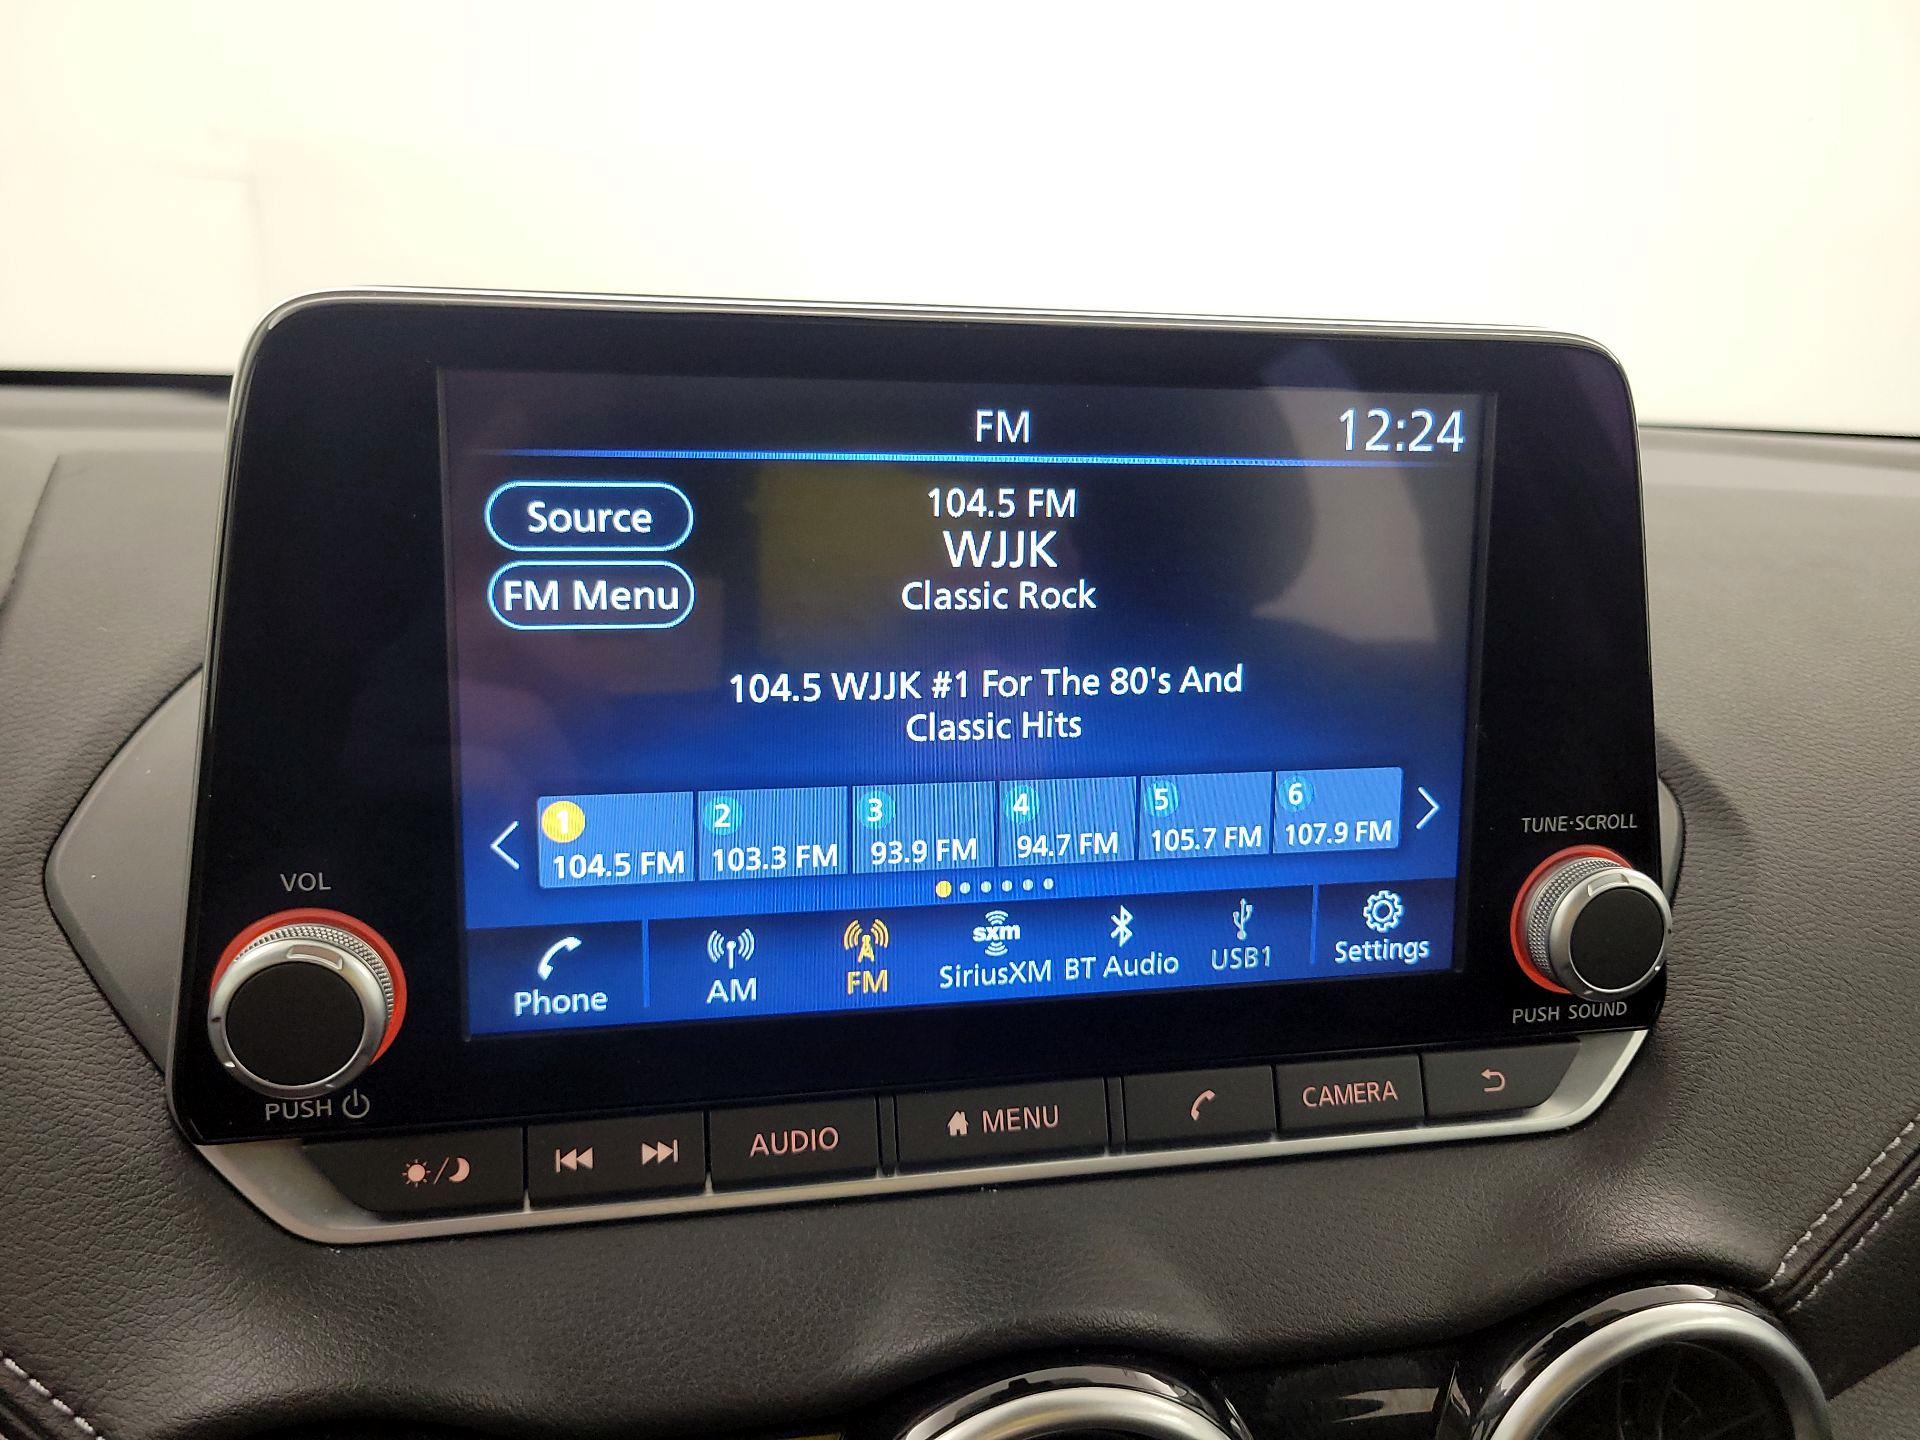 FM
12:24
Source
104.5 FM
WJJK
FM Menu
Classic Rock
104.5 WJJK #1 For The 80's And
Classic Hits
1
2
3
4
5
6
104.5 FM
103.3 FM
93.9 FM
94.7 FM
105.7 FM
107.9 FM
Phone
AM
FM
sxm
SiriusXM
BT Audio
USB1
Settings
VOL
PUSH
TUNE·SCROLL
PUSH SOUND
AUDIO
MENU
CAMERA